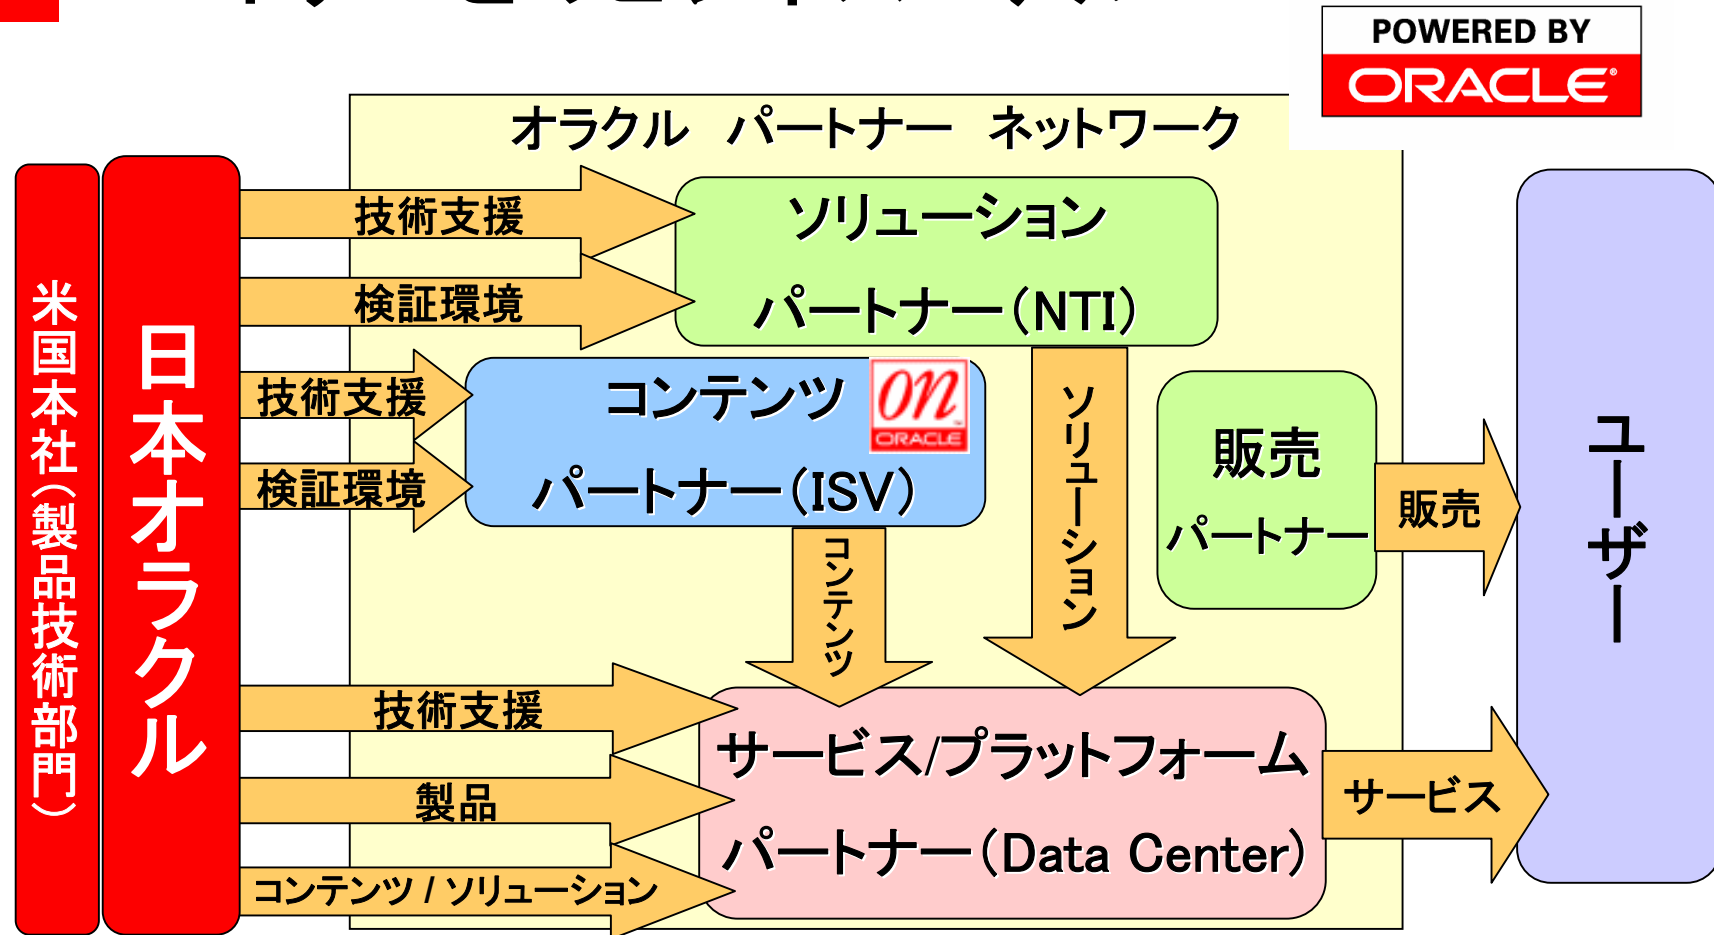 POWERED BY
ORACLE
オラクル パートナー ネットワーク
米国本社(製品技術部門)
日本オラクル
技術支援
検証環境
ソリューション
パートナー(NTI)
技術支援
検証環境
コンテンツ
on
ORACLE
パートナー(ISV)
コンテンツ
ソリューション
販売
パートナー
販売
ユーザー
技術支援
製品
コンテンツ / ソリューション
サービス/プラットフォーム
パートナー(Data Center)
サービス